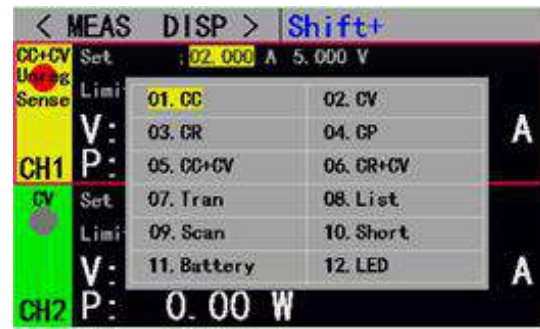 < MEAS DISP > Shift+
CC+CV Set :02.000 A 5.000 V
Unreg
Sense Limi
V: A
CH1 P:
01. CC 02. CV
03. CR 04. CP
05. CC+CV 06. CR+CV
07. Tran 08. List
09. Scan 10. Short
11. Battery 12. LED
CV Set
Limi
V: A
CH2 P: 0.00 W